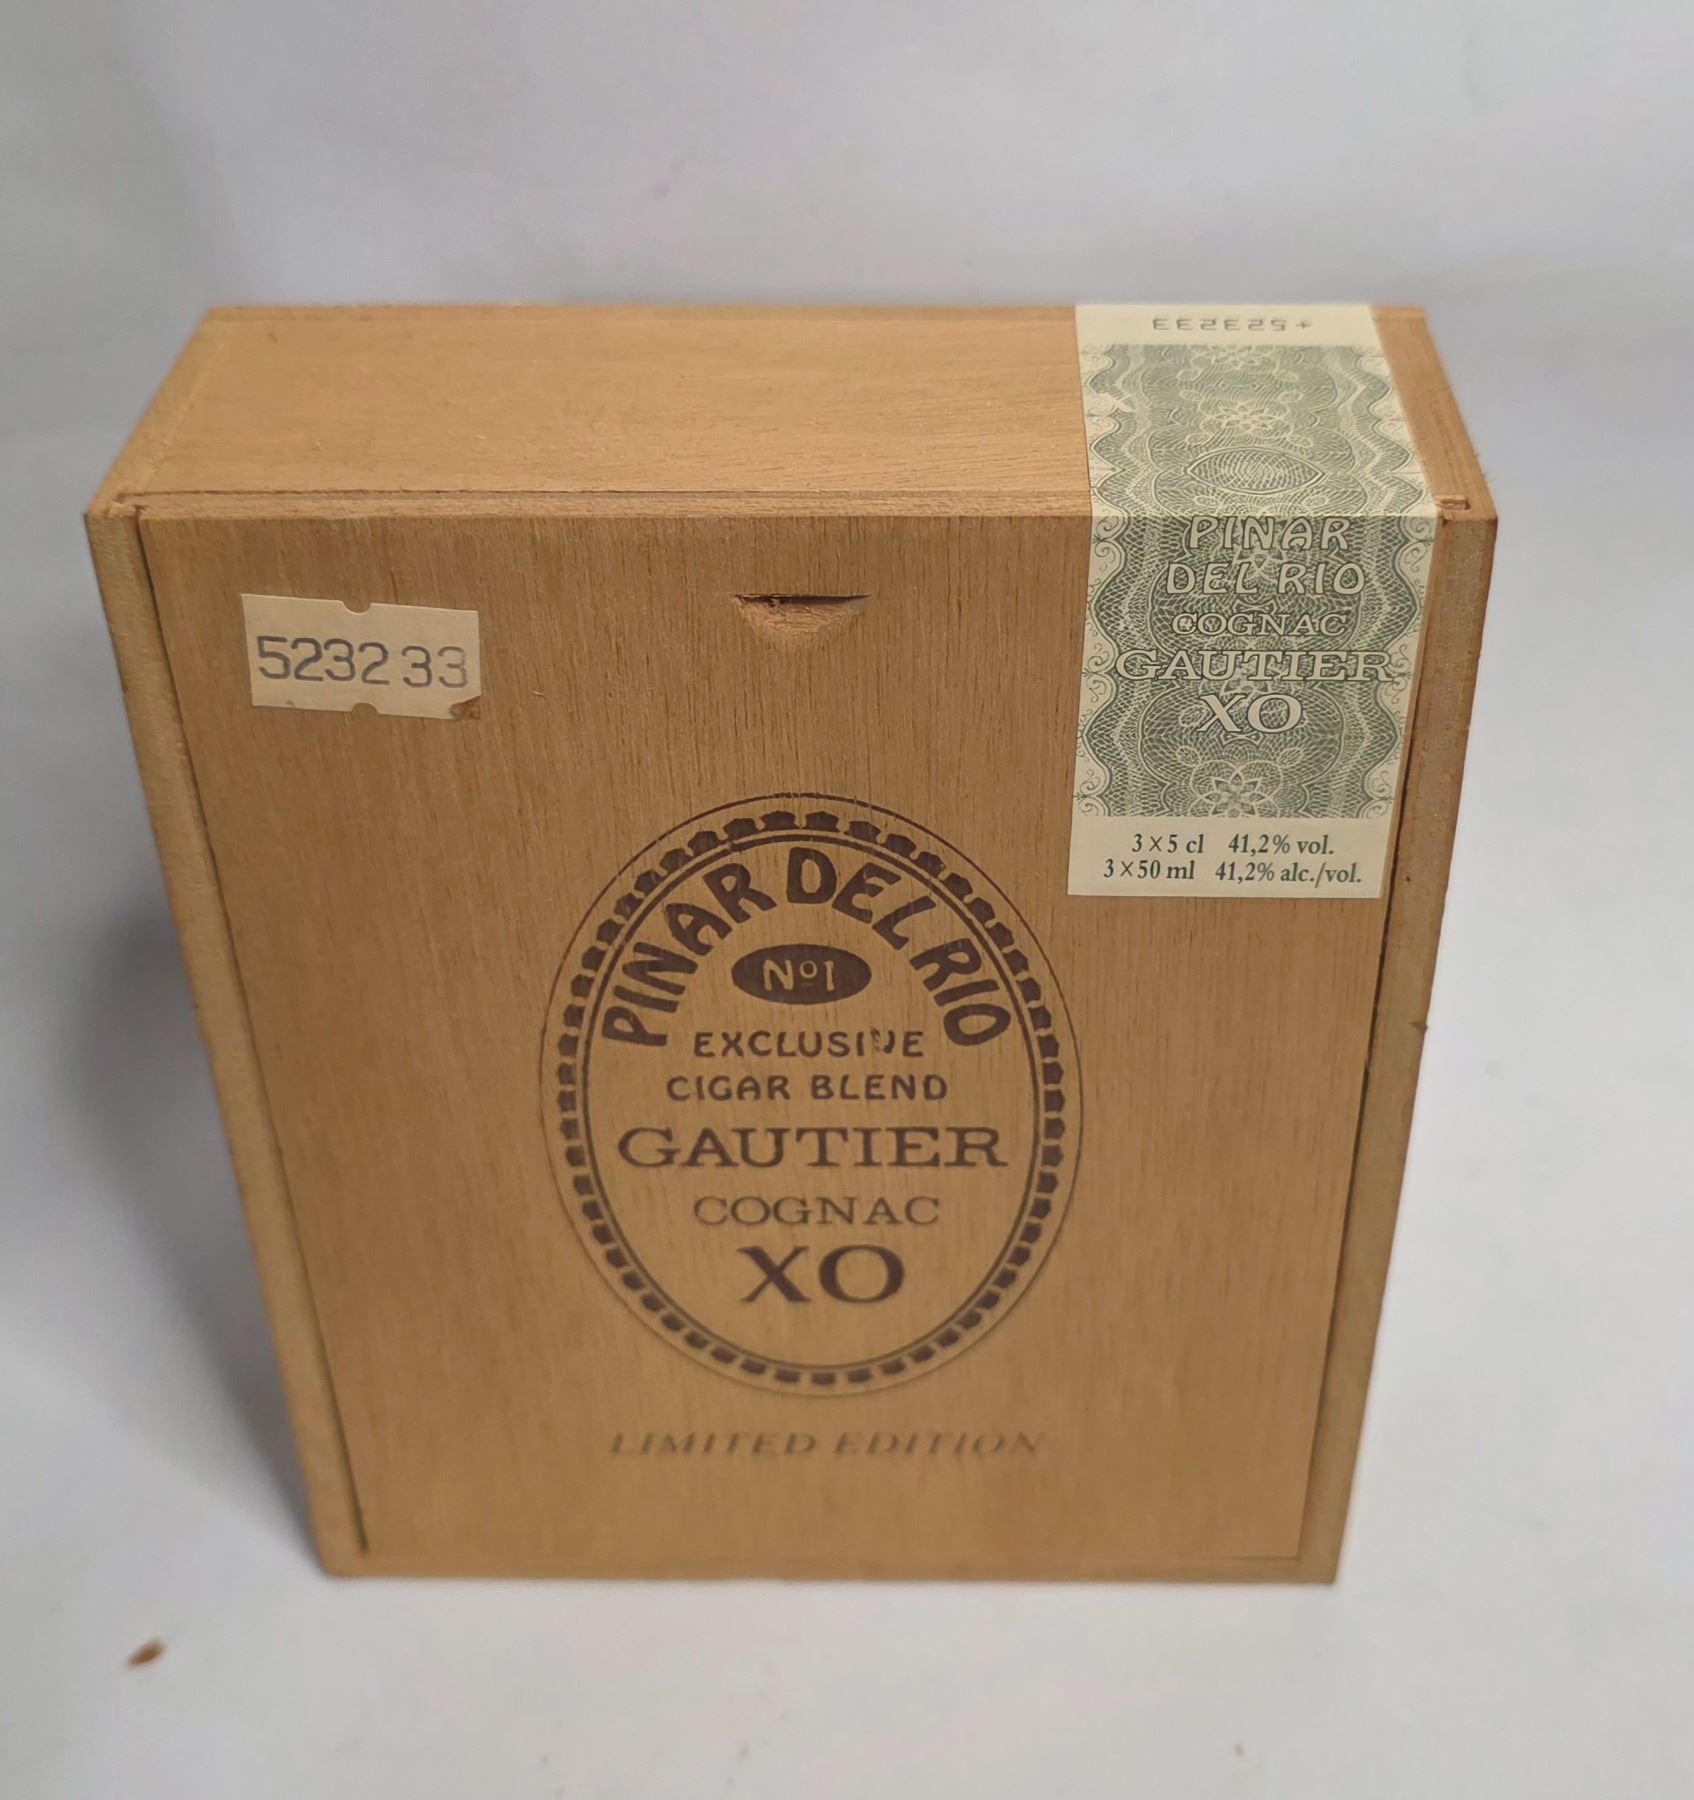 +523233
523233
PINAR
DEL RIO
COGNAC
GAUTIER
XO
3×5 cl 41,2% vol.
3×50 ml 41,2% alc./vol.
PINAR DEL RIO
Nº1
EXCLUSIVE
CIGAR BLEND
GAUTIER
COGNAC
XO
LIMITED EDITION